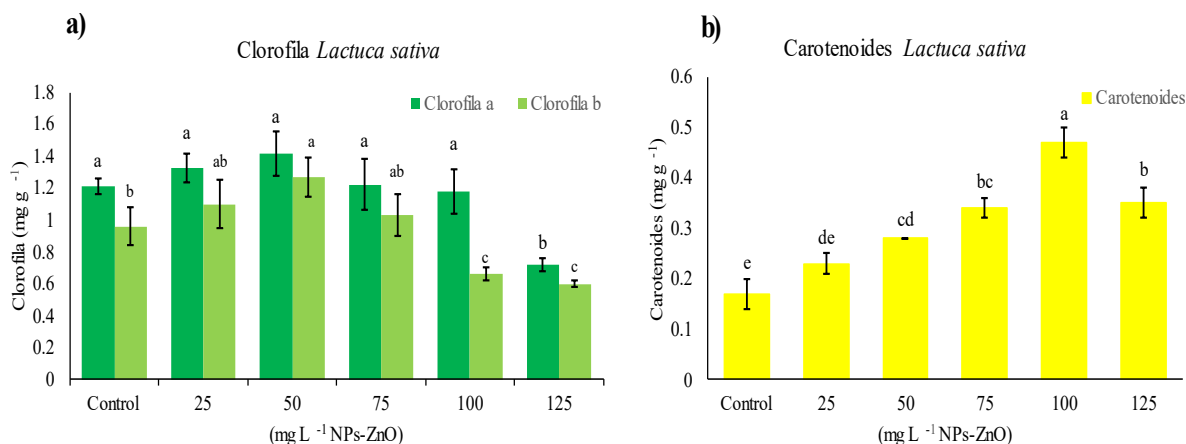 a)
Clorofila Lactuca sativa
Clorofila a Clorofila b
Clorofila (mg g -1)
1.8
1.6
1.4
1.2
1
0.8
0.6
0.4
0.2
0
a b
a ab
a a
a ab
a c
b c
Control 25 50 75 100 125
(mg L -1 NPs-ZnO)
b)
Carotenoides Lactuca sativa
Carotenoides
Carotenoides (mg g -1)
0.6
0.5
0.4
0.3
0.2
0.1
0
e de cd bc a b
Control 25 50 75 100 125
(mg L -1 NPs-ZnO)